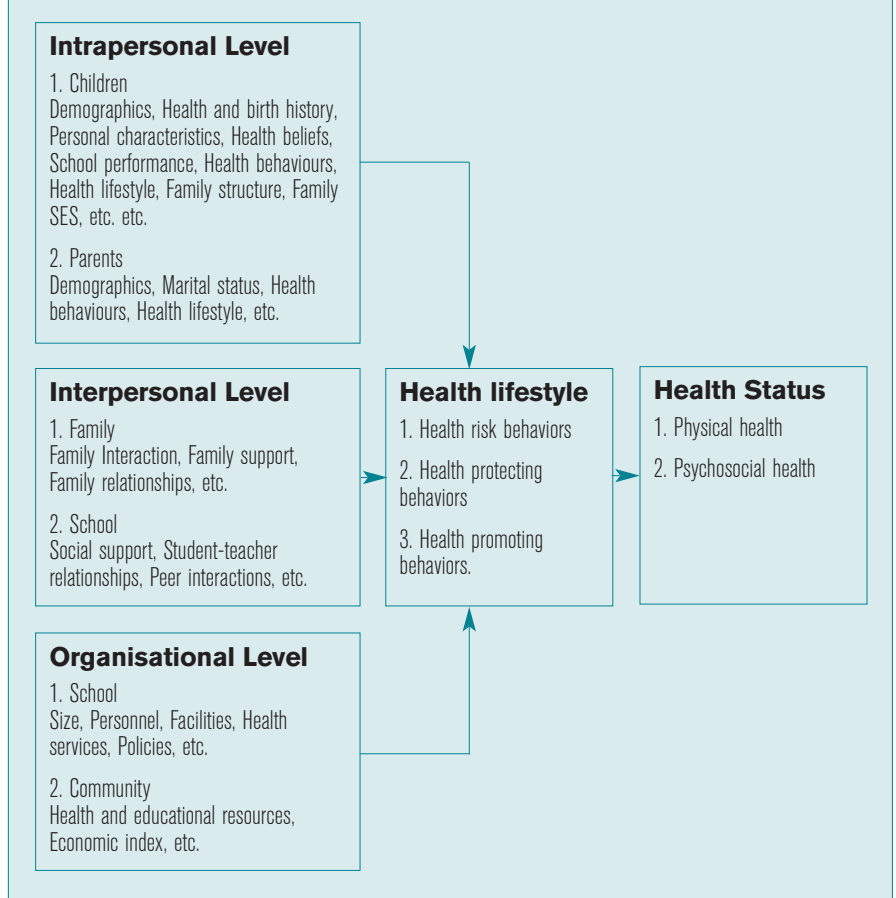 Intrapersonal Level
1. Children
Demographics, Health and birth history,
Personal characteristics, Health beliefs,
School performance, Health behaviours,
Health lifestyle, Family structure, Family
SES, etc. etc.
2. Parents
Demographics, Marital status, Health
behaviours, Health lifestyle, etc.
Interpersonal Level
1. Family
Family Interaction, Family support,
Family relationships, etc.
2. School
Social support, Student-teacher
relationships, Peer interactions, etc.
Health lifestyle
1. Health risk behaviors
2. Health protecting
behaviors
3. Health promoting
behaviors.
Health Status
1. Physical health
2. Psychosocial health
Organisational Level
1. School
Size, Personnel, Facilities, Health
services, Policies, etc.
2. Community
Health and educational resources,
Economic index, etc.